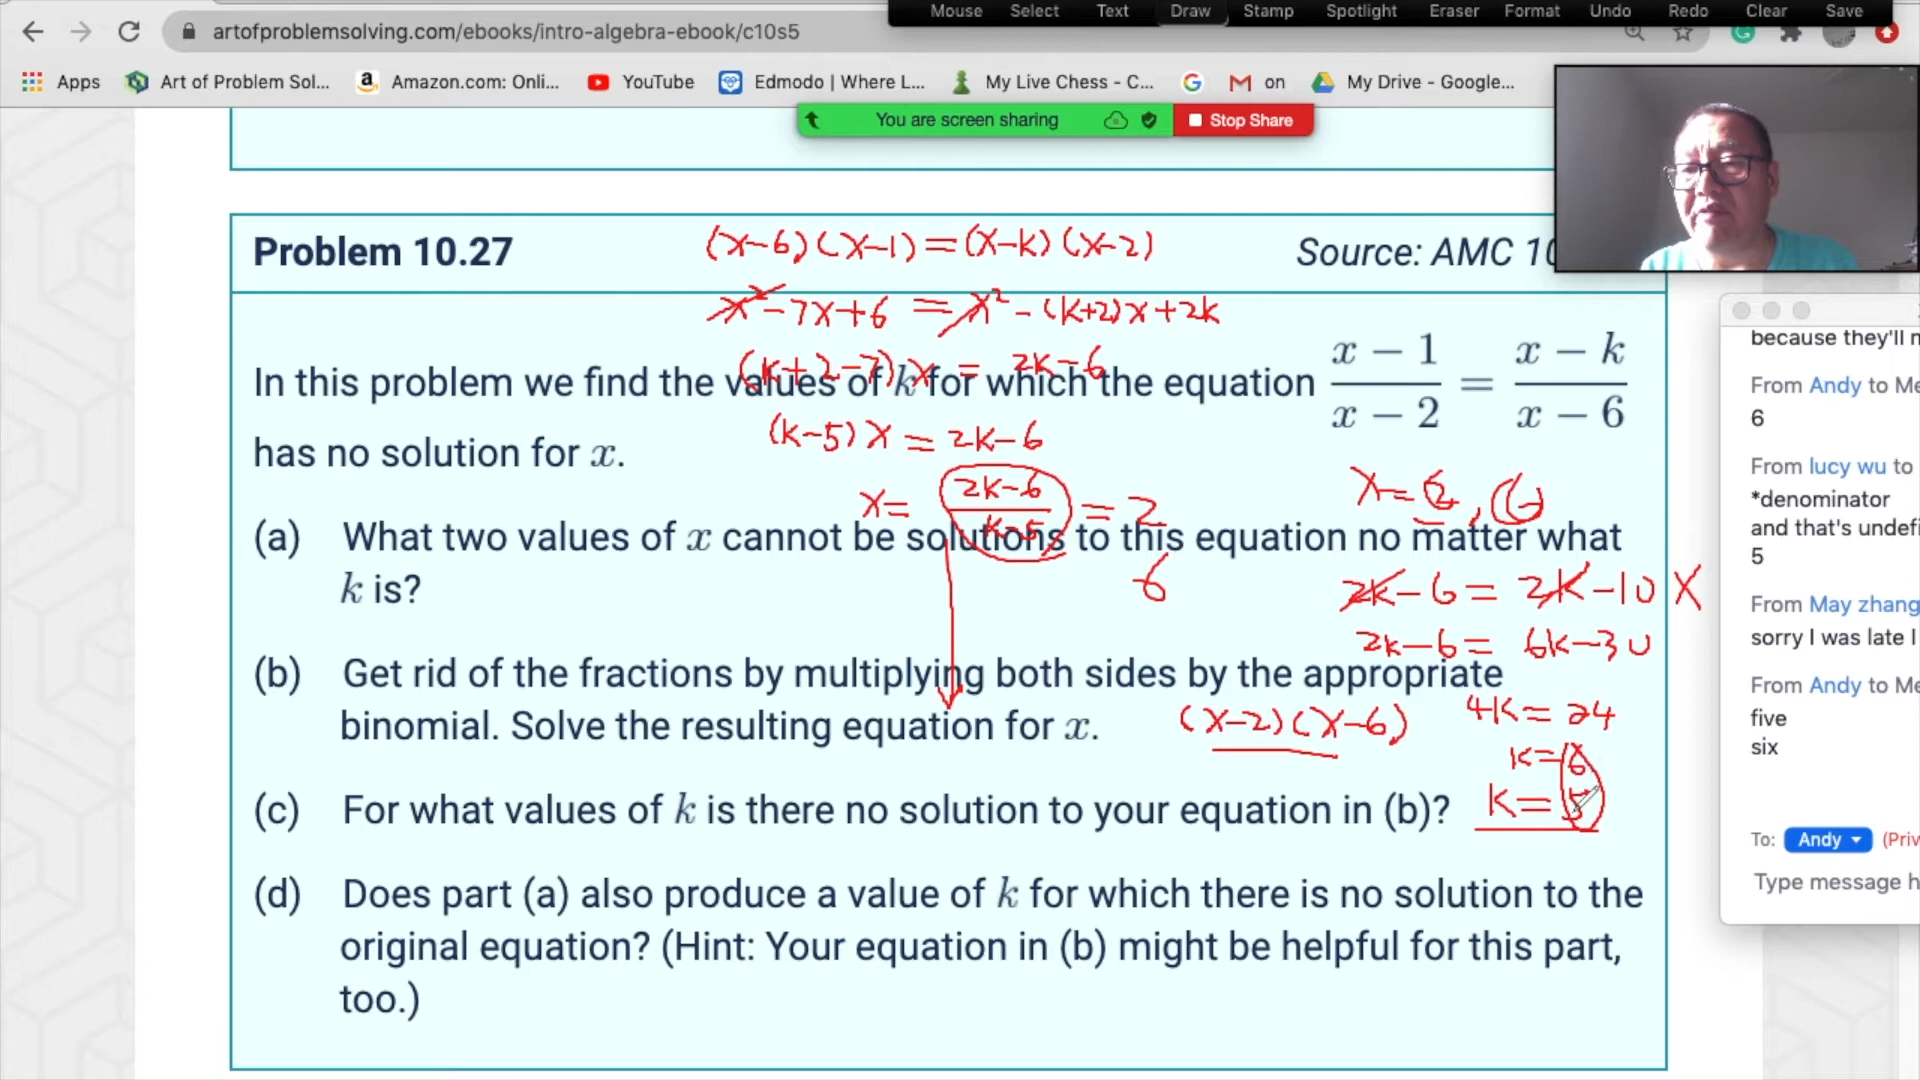 Mouse Select Text Draw Stamp Spotlight Eraser Format Undo Redo Clear Save
artofproblemsolving.com/ebooks/intro-algebra-ebook/c10s5
Apps Art of Problem Sol... Amazon.com: Onli... YouTube Edmodo | Where L... My Live Chess - C... on My Drive - Google...
You are screen sharing Stop Share
Problem 10.27 (x-6)(x-1)=(x-k)(x-2) Source: AMC 10
x²-7x+6 = x²-(k+2)x+2k
(k+2-7)x = 2k-6
In this problem we find the values of k for which the equation x − 1 / x − 2 = x − k / x − 6
has no solution for x.
(k-5)x = 2k-6
x = 2k-6 / k-5 = 2
6
x = 2, 6
(a) What two values of x cannot be solutions to this equation no matter what
k is?
2k-6 = 2k-10 X
2k-6 = 6k-30
(b) Get rid of the fractions by multiplying both sides by the appropriate
binomial. Solve the resulting equation for x.
(x-2)(x-6)
4k = 24
k = 6
k = 5
(c) For what values of k is there no solution to your equation in (b)?
(d) Does part (a) also produce a value of k for which there is no solution to the
original equation? (Hint: Your equation in (b) might be helpful for this part,
too.)
because they'll
From Andy to Me
6
From lucy wu to
*denominator
and that's undefi
5
From May zhang
sorry I was late I
From Andy to Me
five
six
To: Andy (Priv
Type message h